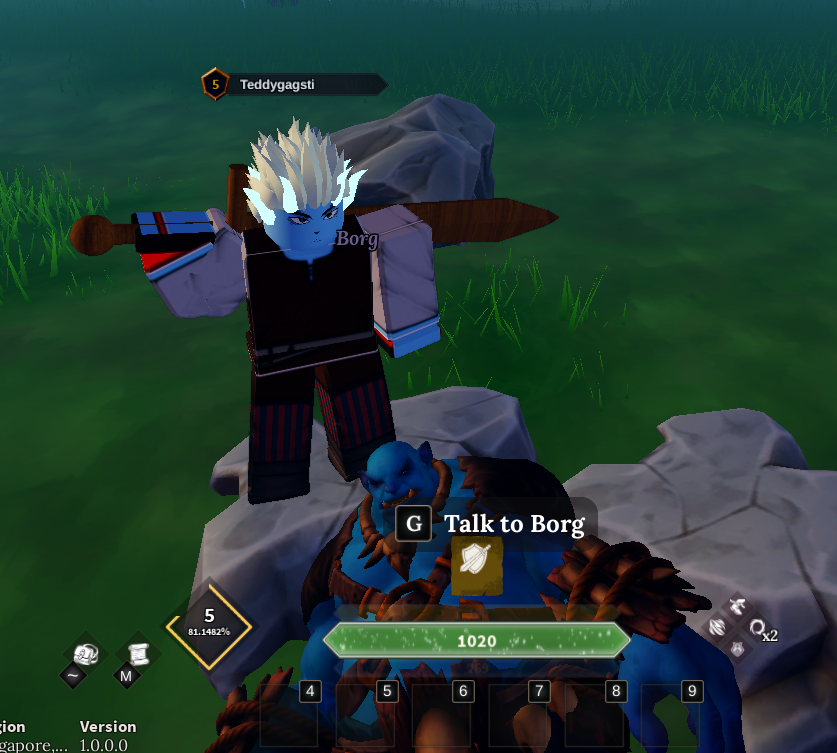 5 Teddygagsti
Borg
G Talk to Borg
5
81.1482%
1020
x2
~ M
4 5 6 7 8 9
gion Version
gapore,... 1.0.0.0